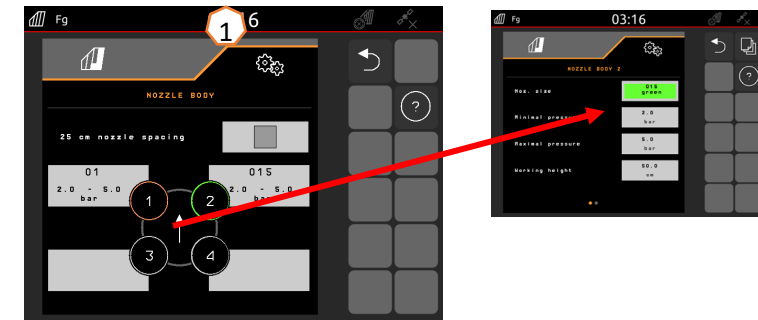 Fg
1
6
NOZZLE BODY
25 cm nozzle spacing
01
2.0 - 5.0
bar
015
2.0 - 5.0
1
2
3
4
?
Fg
03:16
NOZZLE BODY 2
Noz. size
015
green
Minimal pressure
2.0
bar
Maximal pressure
5.0
bar
Working height
50.0
cm
?